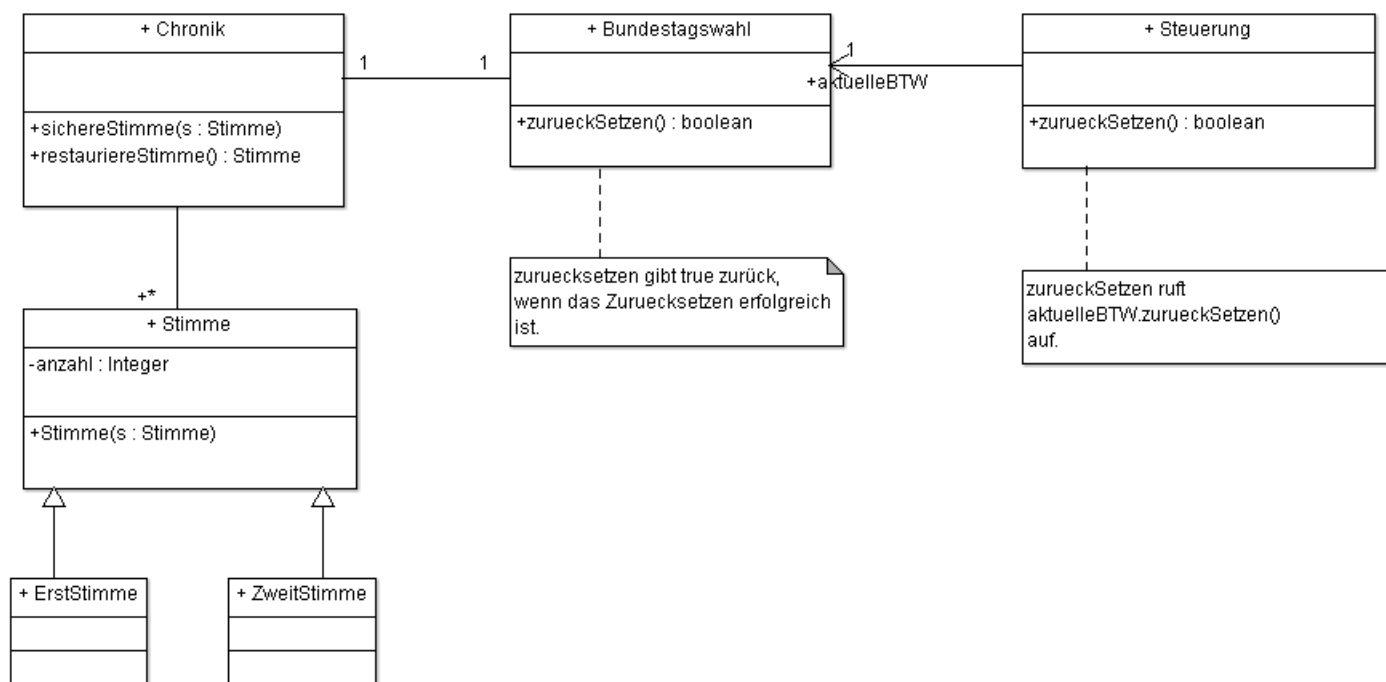 + Chronik
+sichereStimme(s : Stimme)
+restauriereStimme() : Stimme
1
1
+ Bundestagswahl
+zurueckSetzen() : boolean
1
+aktuelleBTW
+ Steuerung
+zurueckSetzen() : boolean
zuruecksetzen gibt true zurück,
wenn das Zuruecksetzen erfolgreich
ist.
zurueckSetzen ruft
aktuelleBTW.zurueckSetzen()
auf.
+*
+ Stimme
-anzahl : Integer
+Stimme(s : Stimme)
+ ErstStimme
+ ZweitStimme